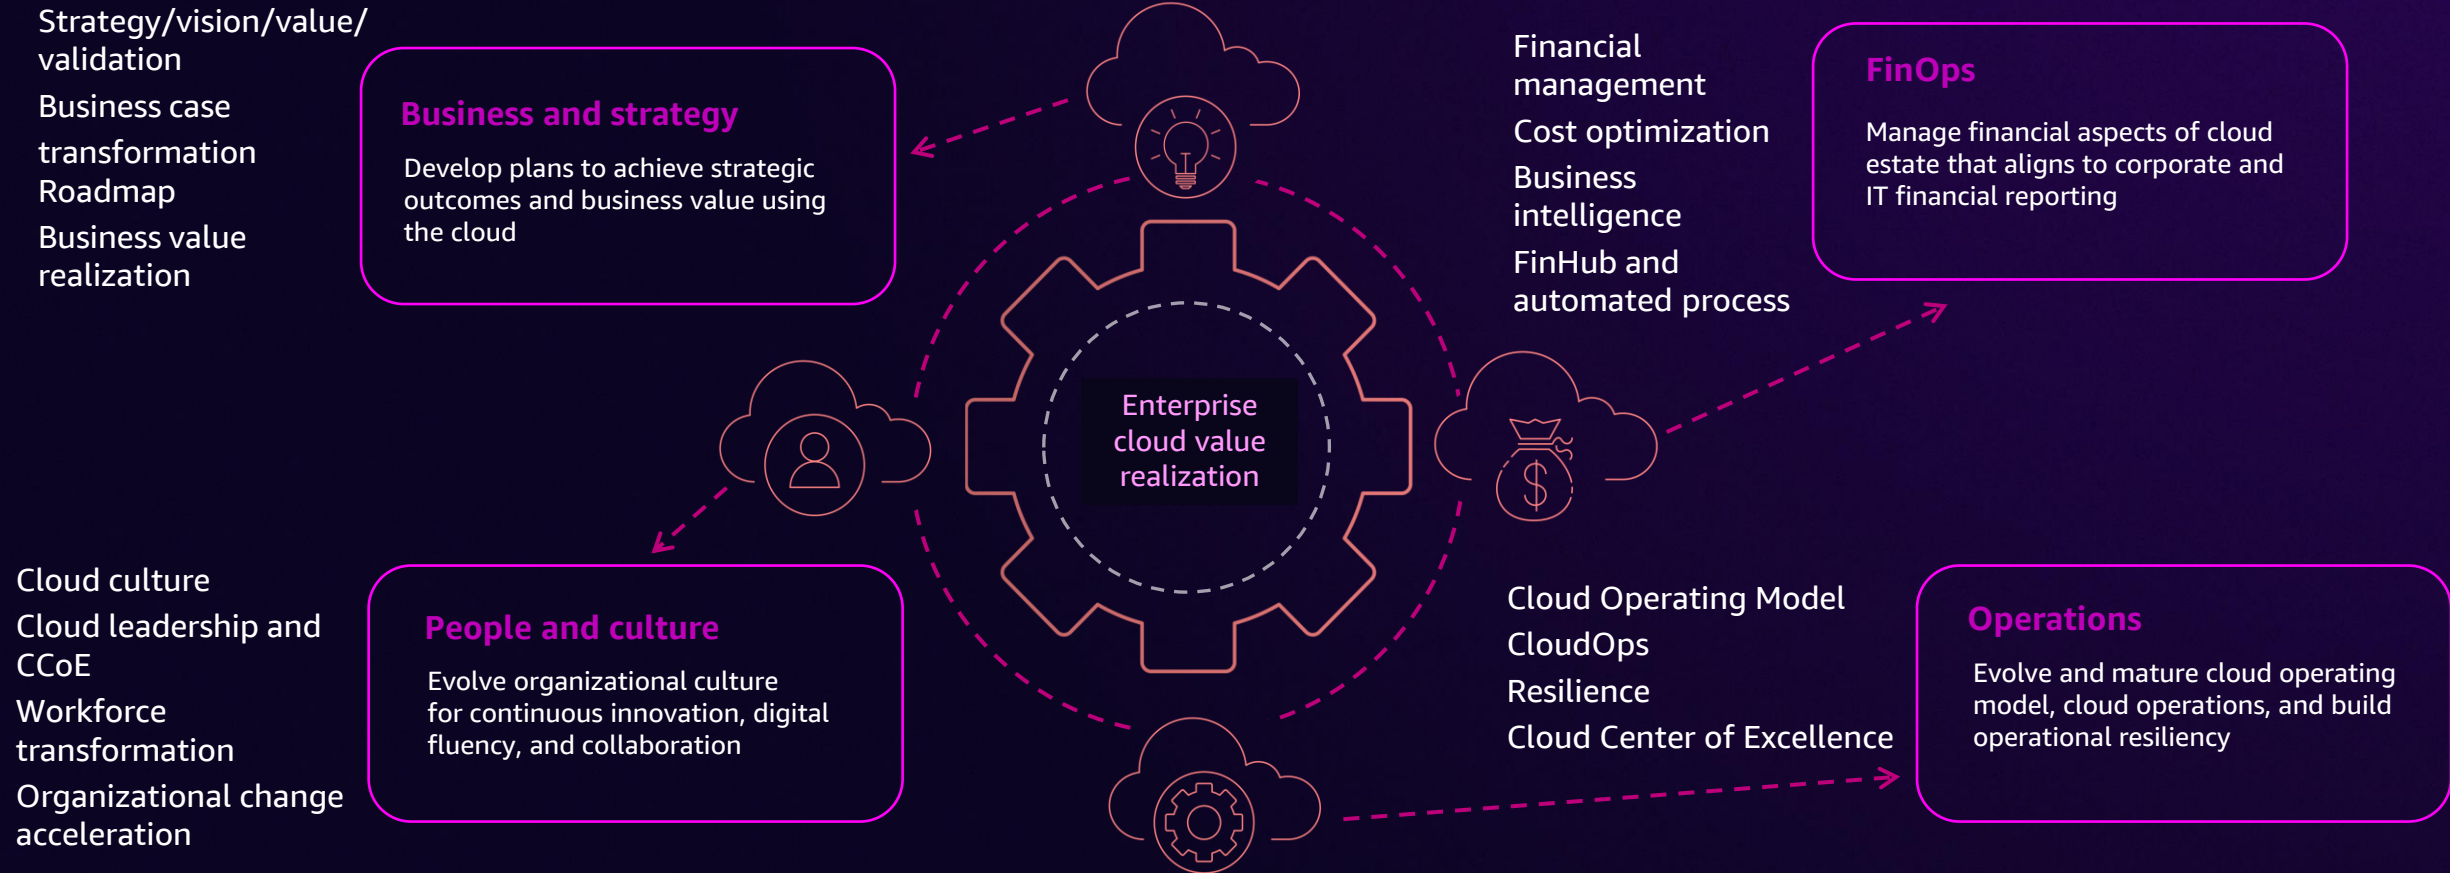 Strategy/vision/value/
validation
Business case
transformation
Roadmap
Business value
realization
Business and strategy
Develop plans to achieve strategic
outcomes and business value using
the cloud
Financial
management
Cost optimization
Business
intelligence
FinHub and
automated process
FinOps
Manage financial aspects of cloud
estate that aligns to corporate and
IT financial reporting
Enterprise
cloud value
realization
$
Cloud culture
Cloud leadership and
CCoE
Workforce
transformation
Organizational change
acceleration
People and culture
Evolve organizational culture
for continuous innovation, digital
fluency, and collaboration
Cloud Operating Model
CloudOps
Resilience
Cloud Center of Excellence
Operations
Evolve and mature cloud operating
model, cloud operations, and build
operational resiliency